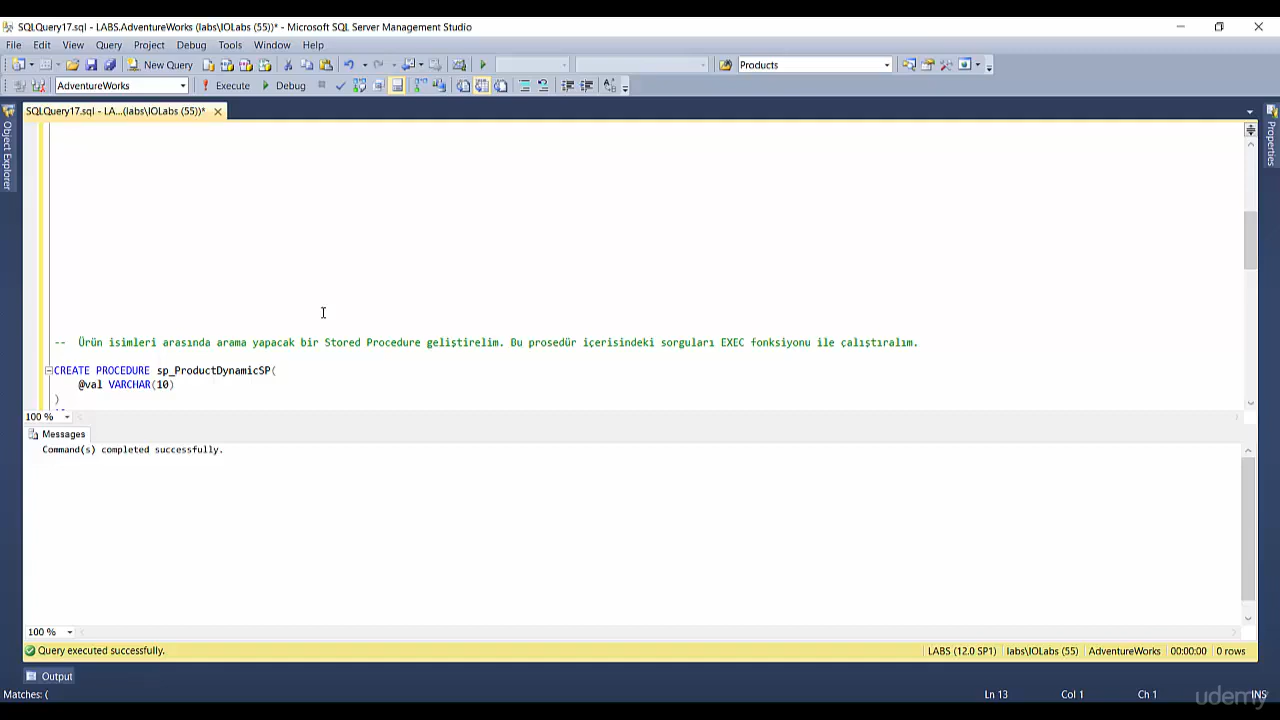 SQLQuery17.sql - LABS.AdventureWorks (labs\IOLabs (55))* - Microsoft SQL Server Management Studio
File Edit View Query Project Debug Tools Window Help
New Query Products
AdventureWorks Execute Debug
SQLQuery17.sql - LA...(labs\IOLabs (55))*
Object Explorer
Properties
-- Ürün isimleri arasında arama yapacak bir Stored Procedure geliştirelim. Bu prosedür içerisindeki sorguları EXEC fonksiyonu ile çalıştıralım.
CREATE PROCEDURE sp_ProductDynamicSP(
@val VARCHAR(10)
)
100 %
Messages
Command(s) completed successfully.
100 %
Query executed successfully. LABS (12.0 SP1) labs\IOLabs (55) AdventureWorks 00:00:00 0 rows
Output
Matches: ( Ln 13 Col 1 Ch 1 INS
udemy